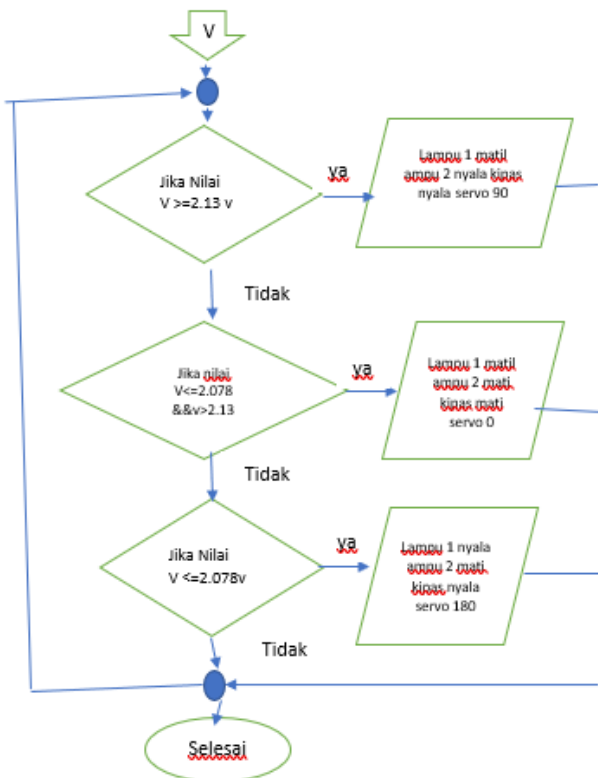 V
Jika Nilai
V >=2.13 v
ya
Lampu 1 matil
ampu 2 nyala kipas
nyala servo 90
Tidak
Jika nilai
V<=2.078
&&v>2.13
ya
Lampu 1 matil
ampu 2 mati
kipas mati
servo 0
Tidak
Jika Nilai
V <=2.078v
ya
Lampu 1 nyala
ampu 2 mati
kipas nyala
servo 180
Tidak
Selesai